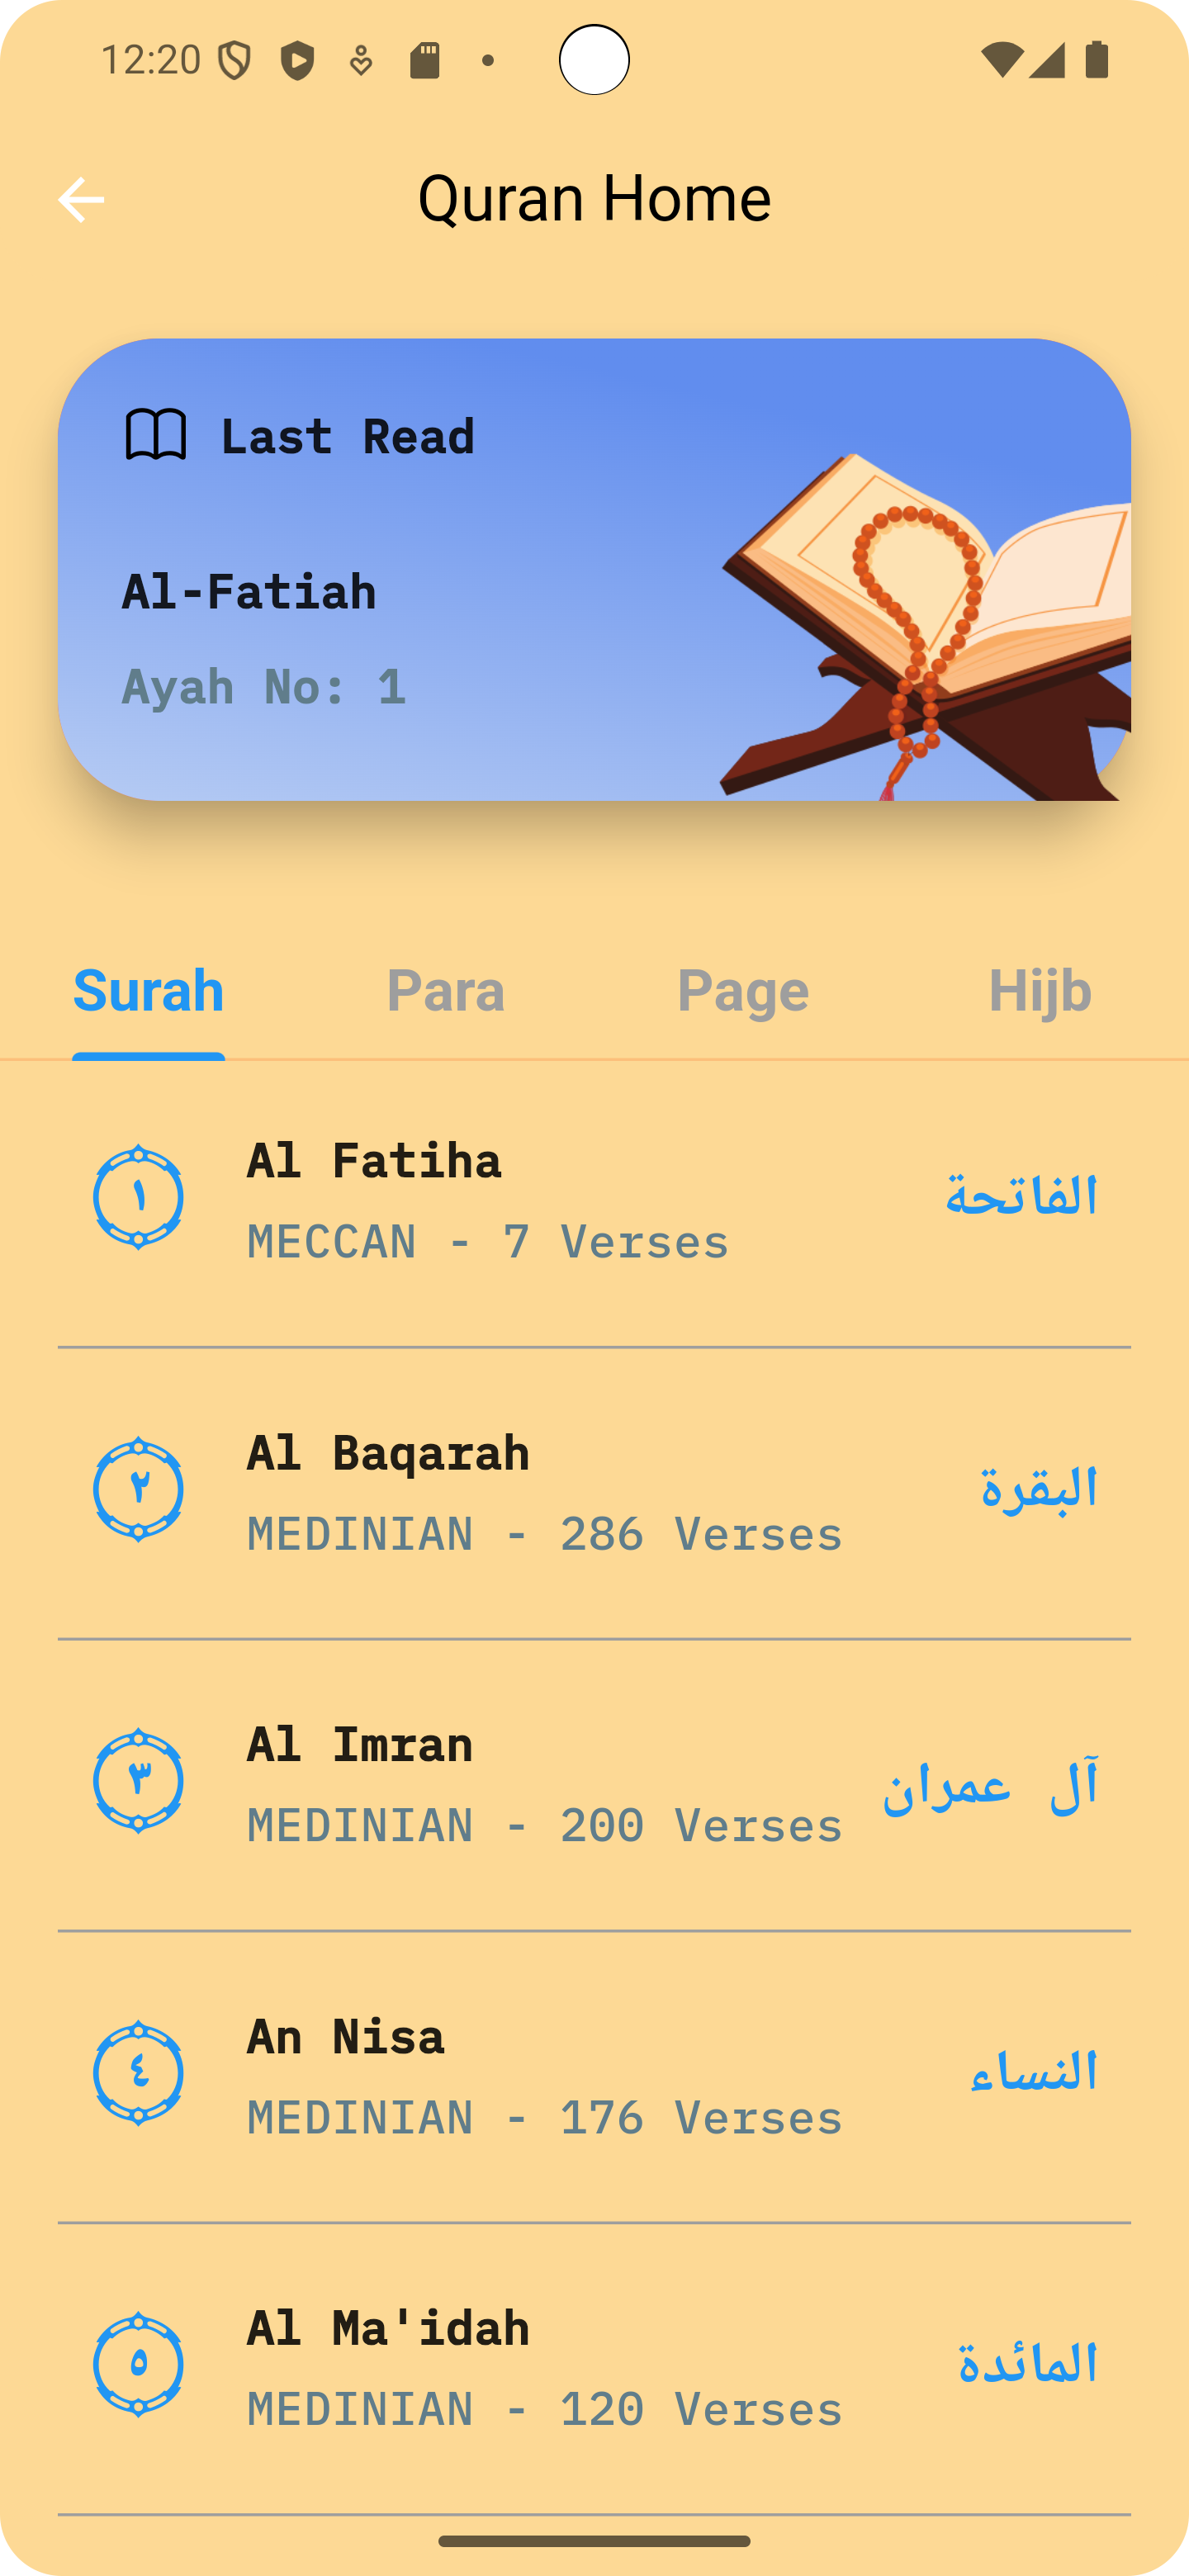 12:20
Quran Home
Last Read
Al-Fatiah
Ayah No: 1
Surah Para Page Hijb
١
Al Fatiha
MECCAN - 7 Verses
الفاتحة
٢
Al Baqarah
MEDINIAN - 286 Verses
البقرة
٣
Al Imran
MEDINIAN - 200 Verses
آل عمران
٤
An Nisa
MEDINIAN - 176 Verses
النساء
٥
Al Ma'idah
MEDINIAN - 120 Verses
المائدة